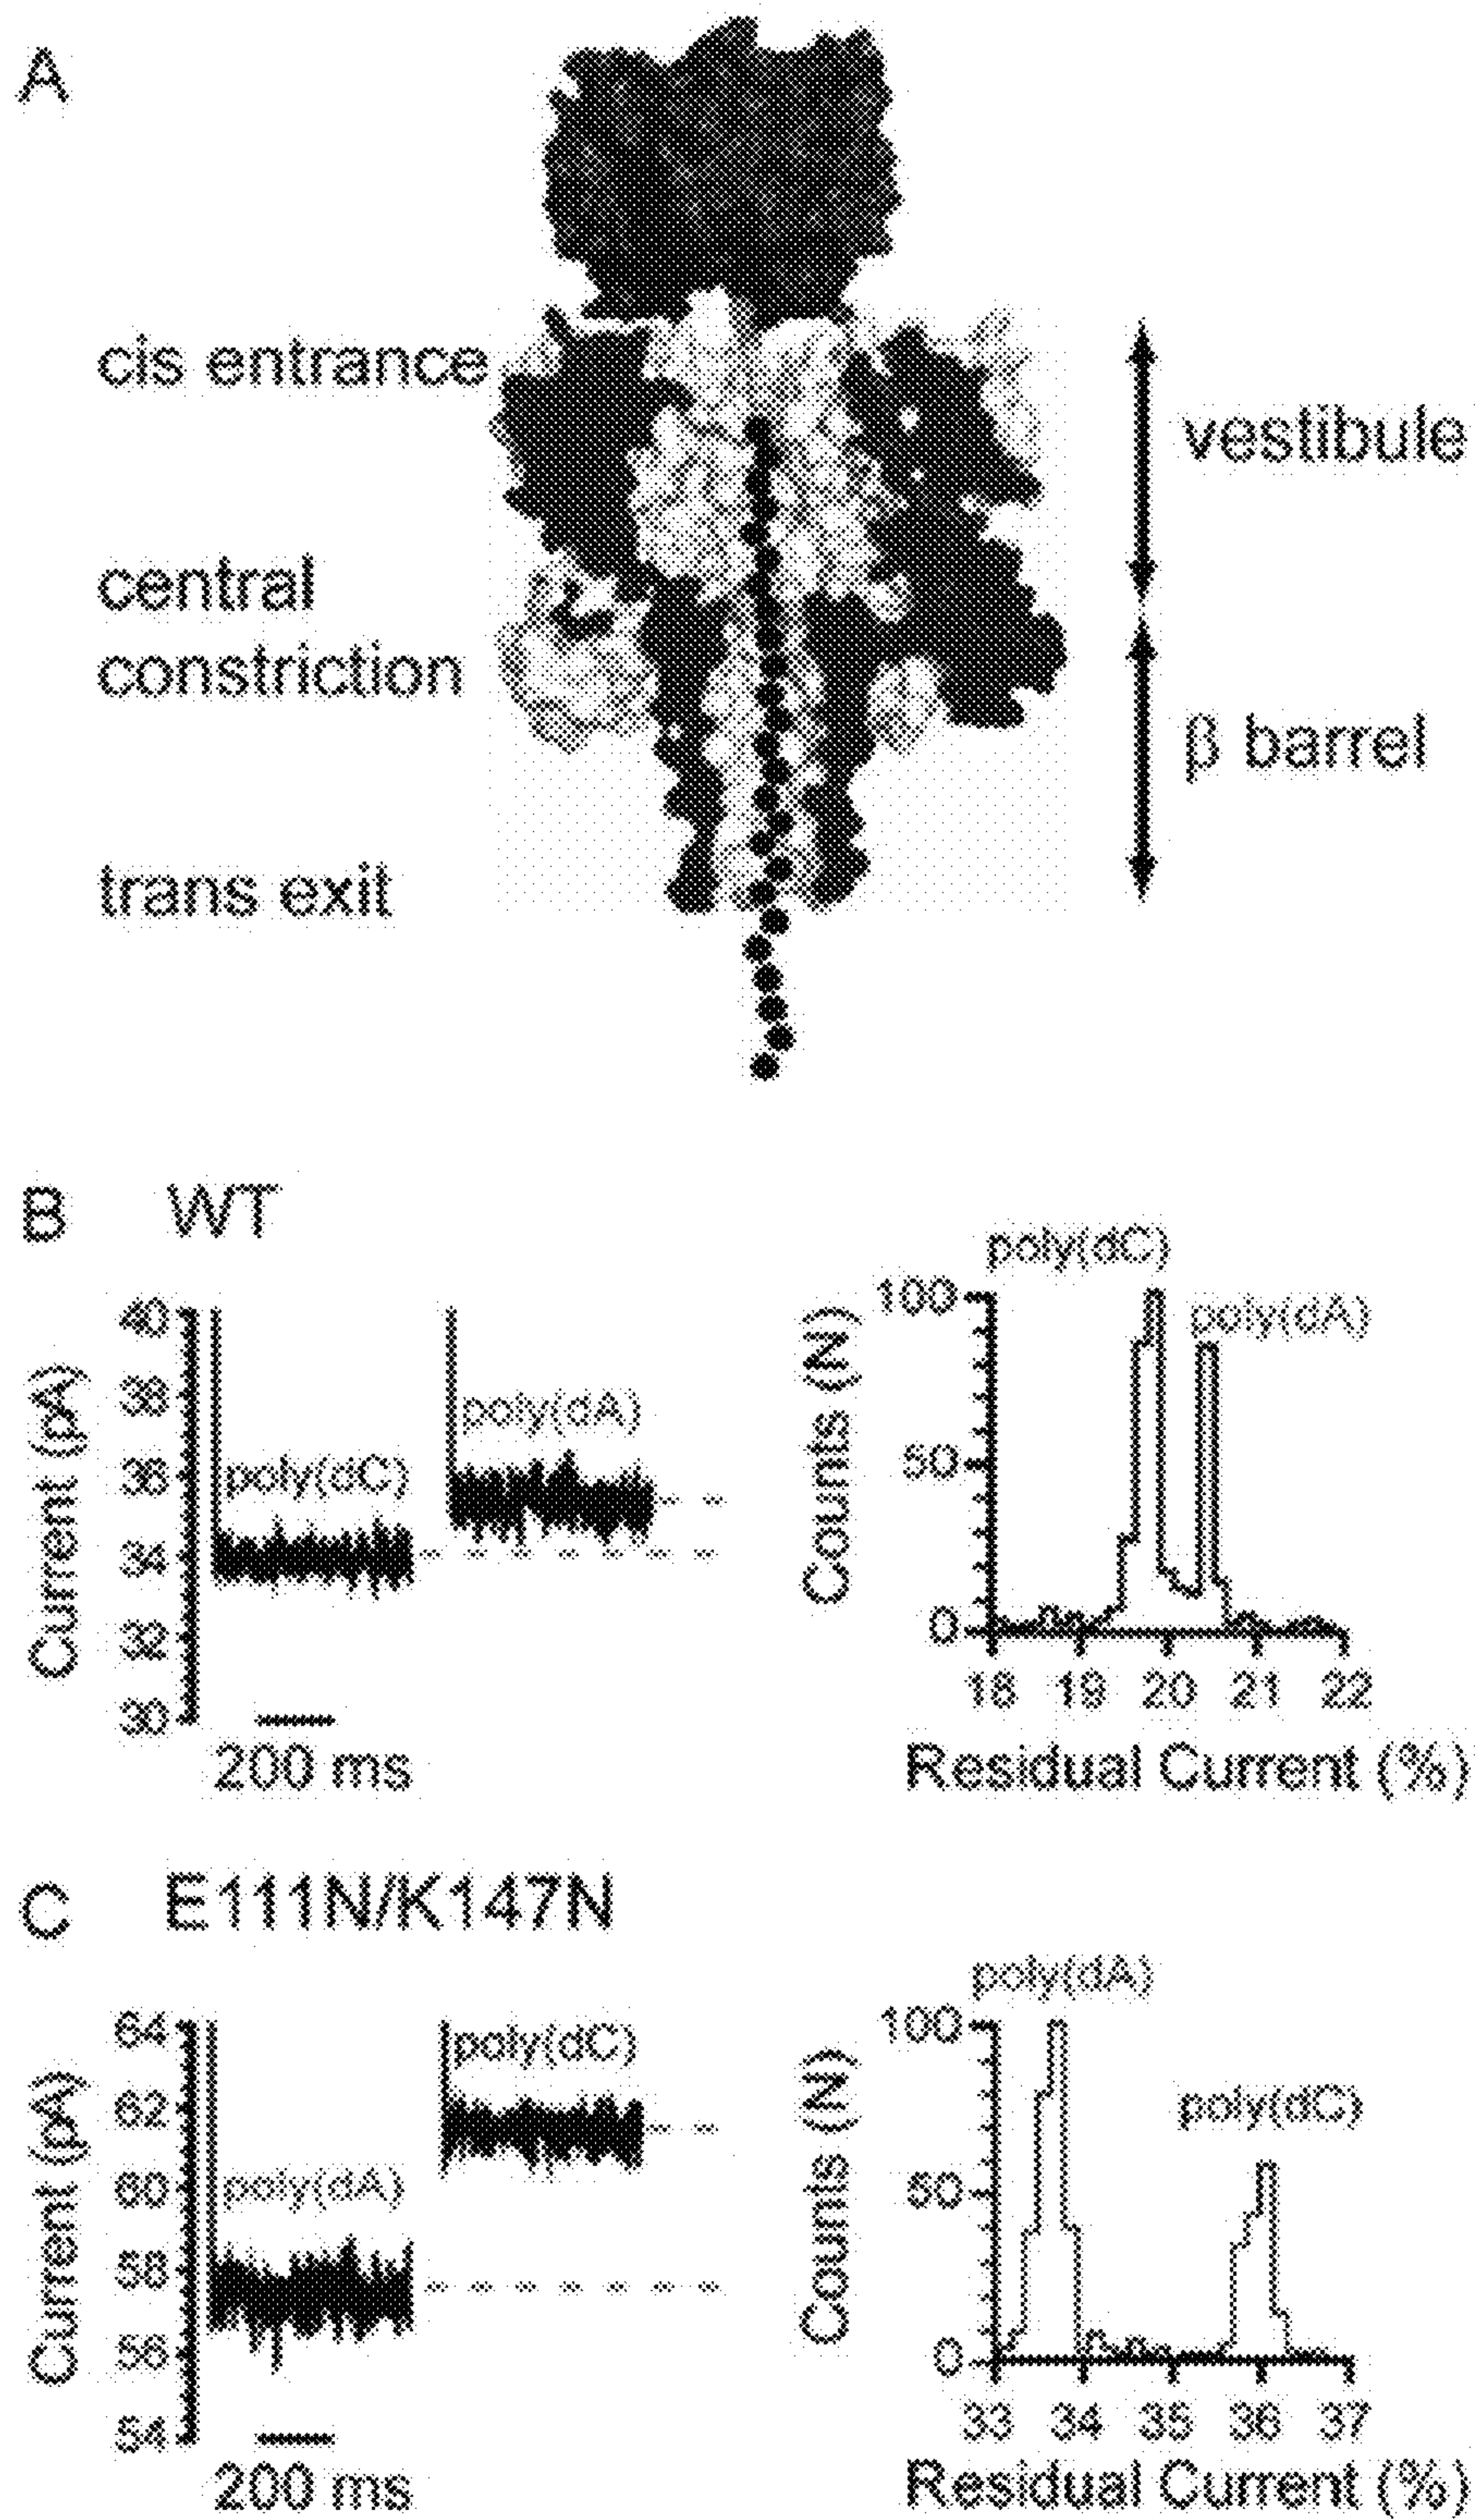 A
cis entrance
vestibule
central
constriction
β barrel
trans exit
B WT
poly(dC)
poly(dA)
100
50
0
Counts (N)
18 19 20 21 22
Residual Current (%)
40
38
36
34
32
30
Current (pA)
poly(dA)
poly(dC)
200 ms
C E111N/K147N
64
62
60
58
56
54
Current (pA)
poly(dC)
poly(dA)
200 ms
poly(dA)
poly(dC)
100
50
0
Counts (N)
33 34 35 36 37
Residual Current (%)